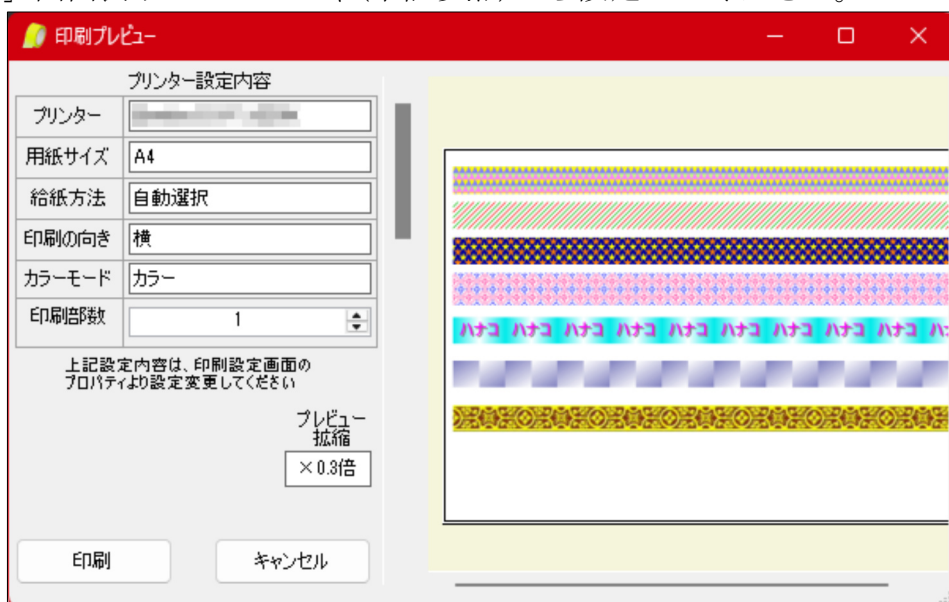 印刷プレビュー
プリンター設定内容
プリンター
用紙サイズ A4
給紙方法 自動選択
印刷の向き 横
カラーモード カラー
印刷部数 1
上記設定内容は、印刷設定画面の
プロパティより設定変更してください
プレビュー
拡縮
×0.3倍
印刷 キャンセル
ハナコ ハナコ ハナコ ハナコ ハナコ ハナコ ハナコ ハナコ ハナコ ハ